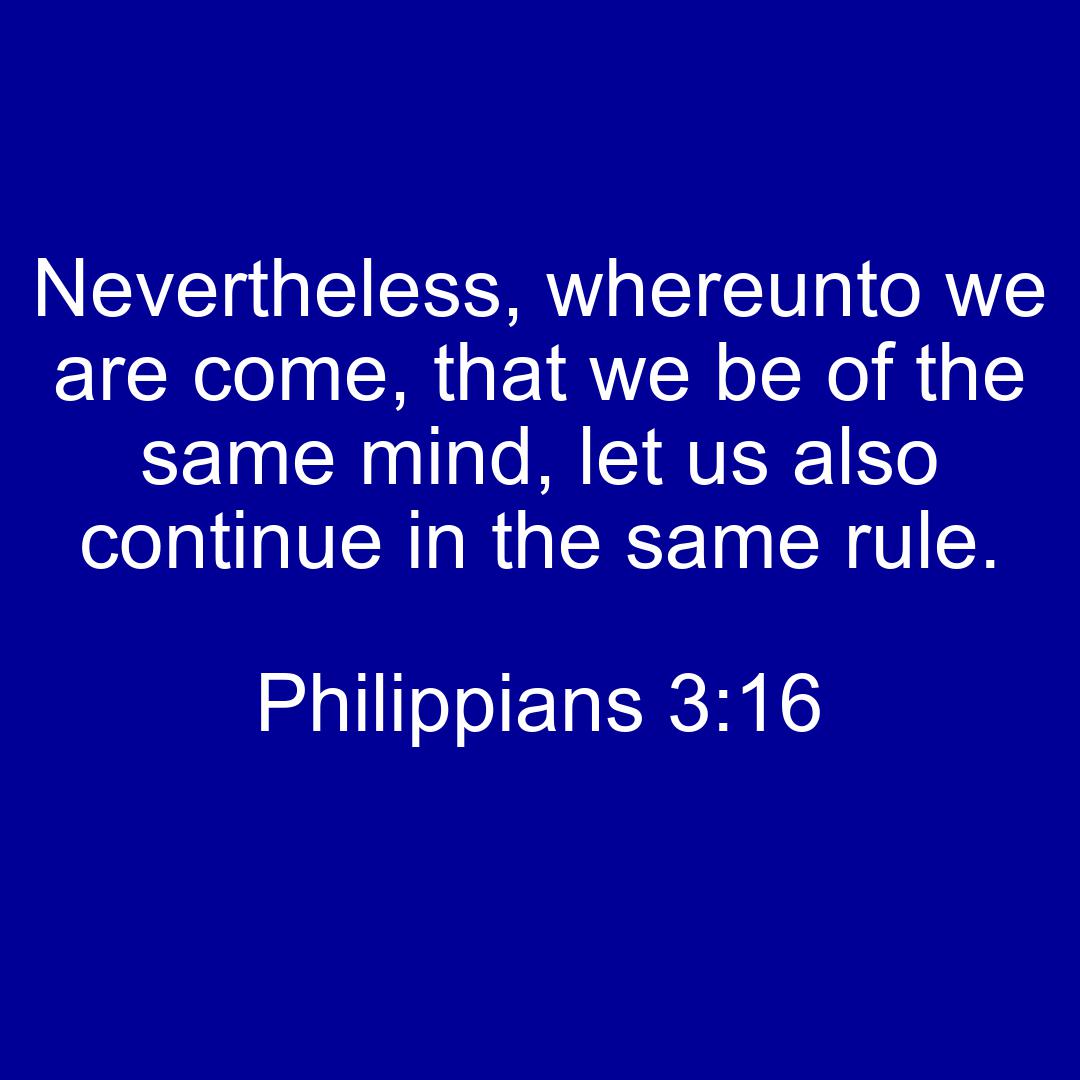 Nevertheless, whereunto we
are come, that we be of the
same mind, let us also
continue in the same rule.
Philippians 3:16